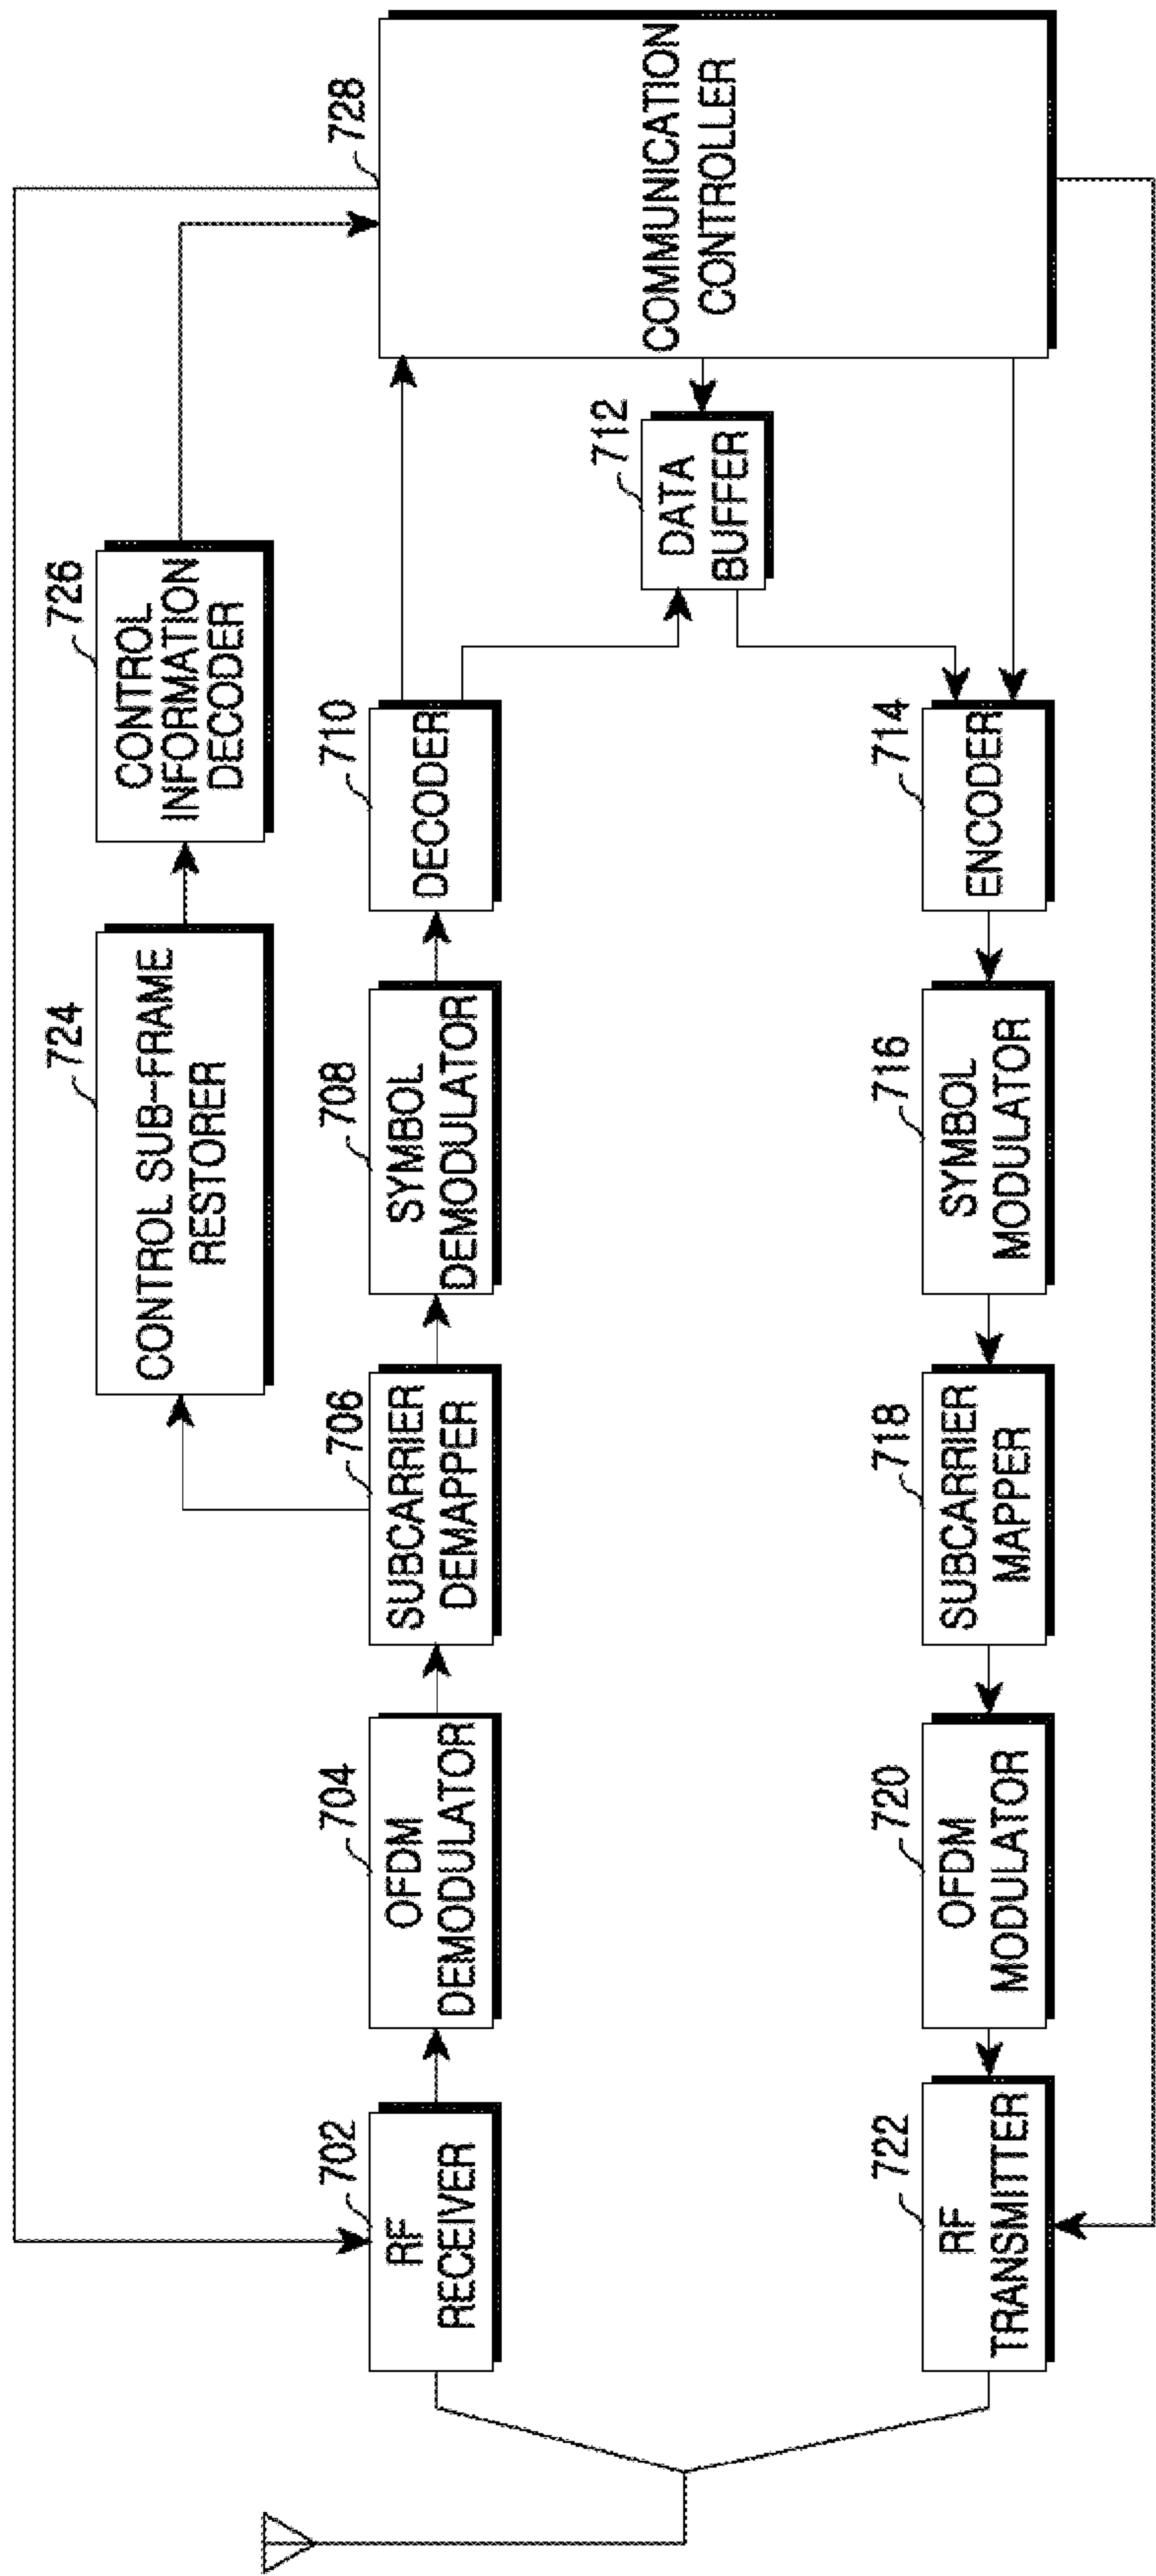 724
CONTROL SUB-FRAME
RESTORER
726
CONTROL
INFORMATION
DECODER
728
COMMUNICATION
CONTROLLER
702
RF
RECEIVER
704
OFDM
DEMODULATOR
706
SUBCARRIER
DEMAPPER
708
SYMBOL
DEMODULATOR
710
DECODER
712
DATA
BUFFER
722
RF
TRANSMITTER
720
OFDM
MODULATOR
718
SUBCARRIER
MAPPER
716
SYMBOL
MODULATOR
714
ENCODER